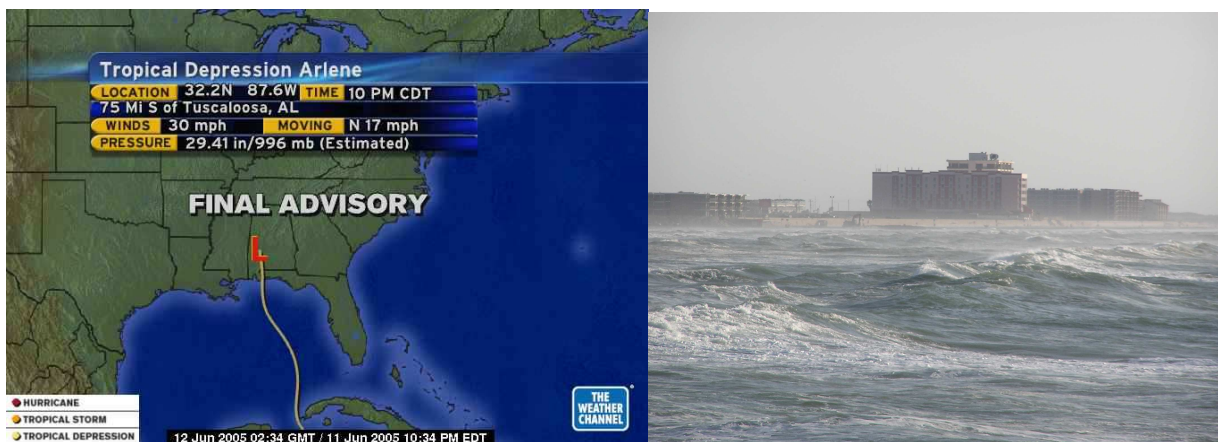 Tropical Depression Arlene
LOCATION 32.2N 87.6W TIME 10 PM CDT
75 Mi S of Tuscaloosa, AL
WINDS 30 mph MOVING N 17 mph
PRESSURE 29.41 in/996 mb (Estimated)
FINAL ADVISORY
L
THE
WEATHER
CHANNEL
HURRICANE
TROPICAL STORM
TROPICAL DEPRESSION
12 Jun 2005 02:34 GMT / 11 Jun 2005 10:34 PM EDT